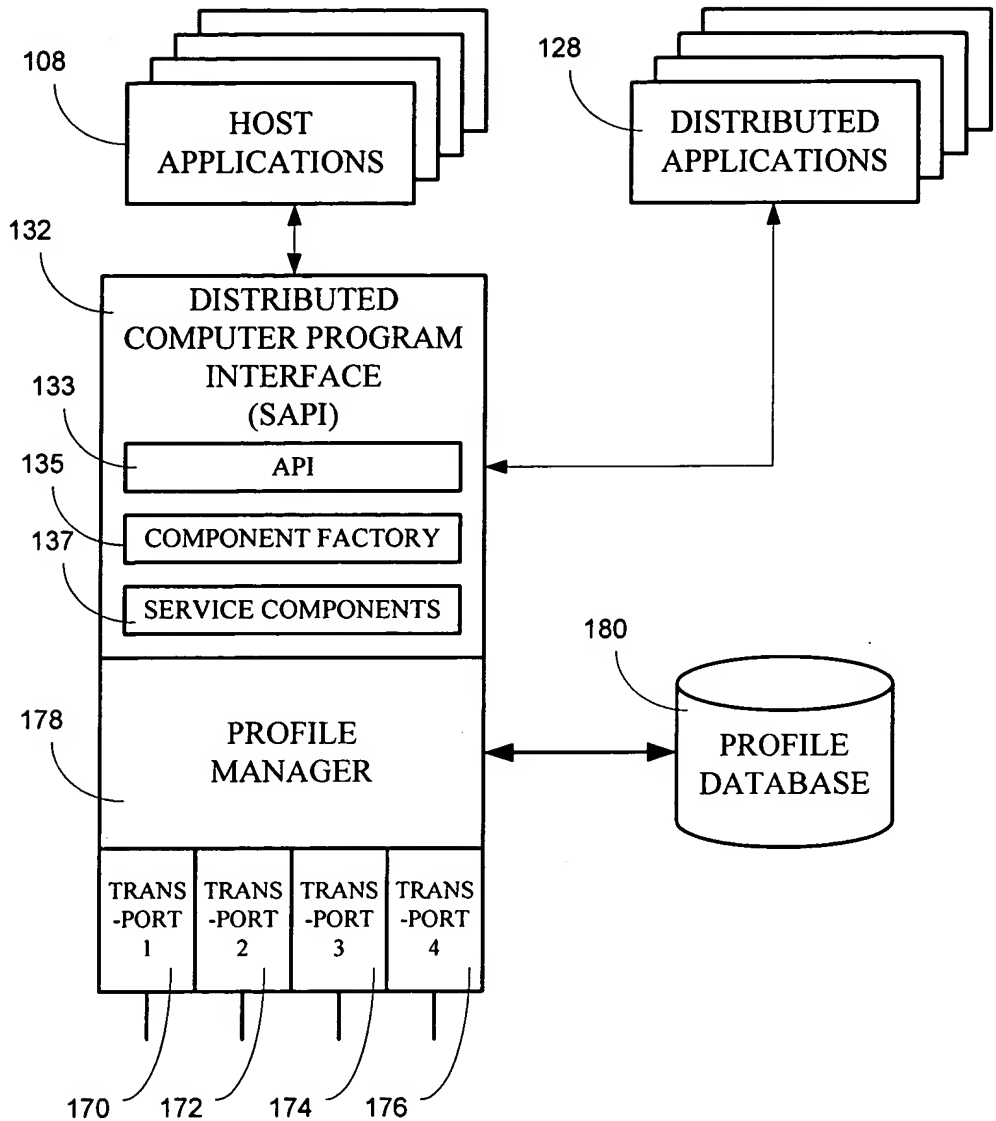 108
HOST
APPLICATIONS
128
DISTRIBUTED
APPLICATIONS
132
DISTRIBUTED
COMPUTER PROGRAM
INTERFACE
(SAPI)
133
API
135
COMPONENT FACTORY
137
SERVICE COMPONENTS
178
PROFILE
MANAGER
180
PROFILE
DATABASE
TRANS
-PORT
1
TRANS
-PORT
2
TRANS
-PORT
3
TRANS
-PORT
4
170
172
174
176